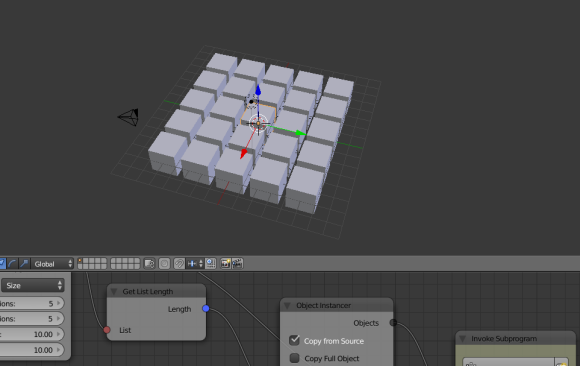 Global
Size
ions: 5
ions: 5
: 10.00
10.00
Get List Length
Length
List
Object Instancer
Objects
Copy from Source
Copy Full Object
Invoke Subprogram